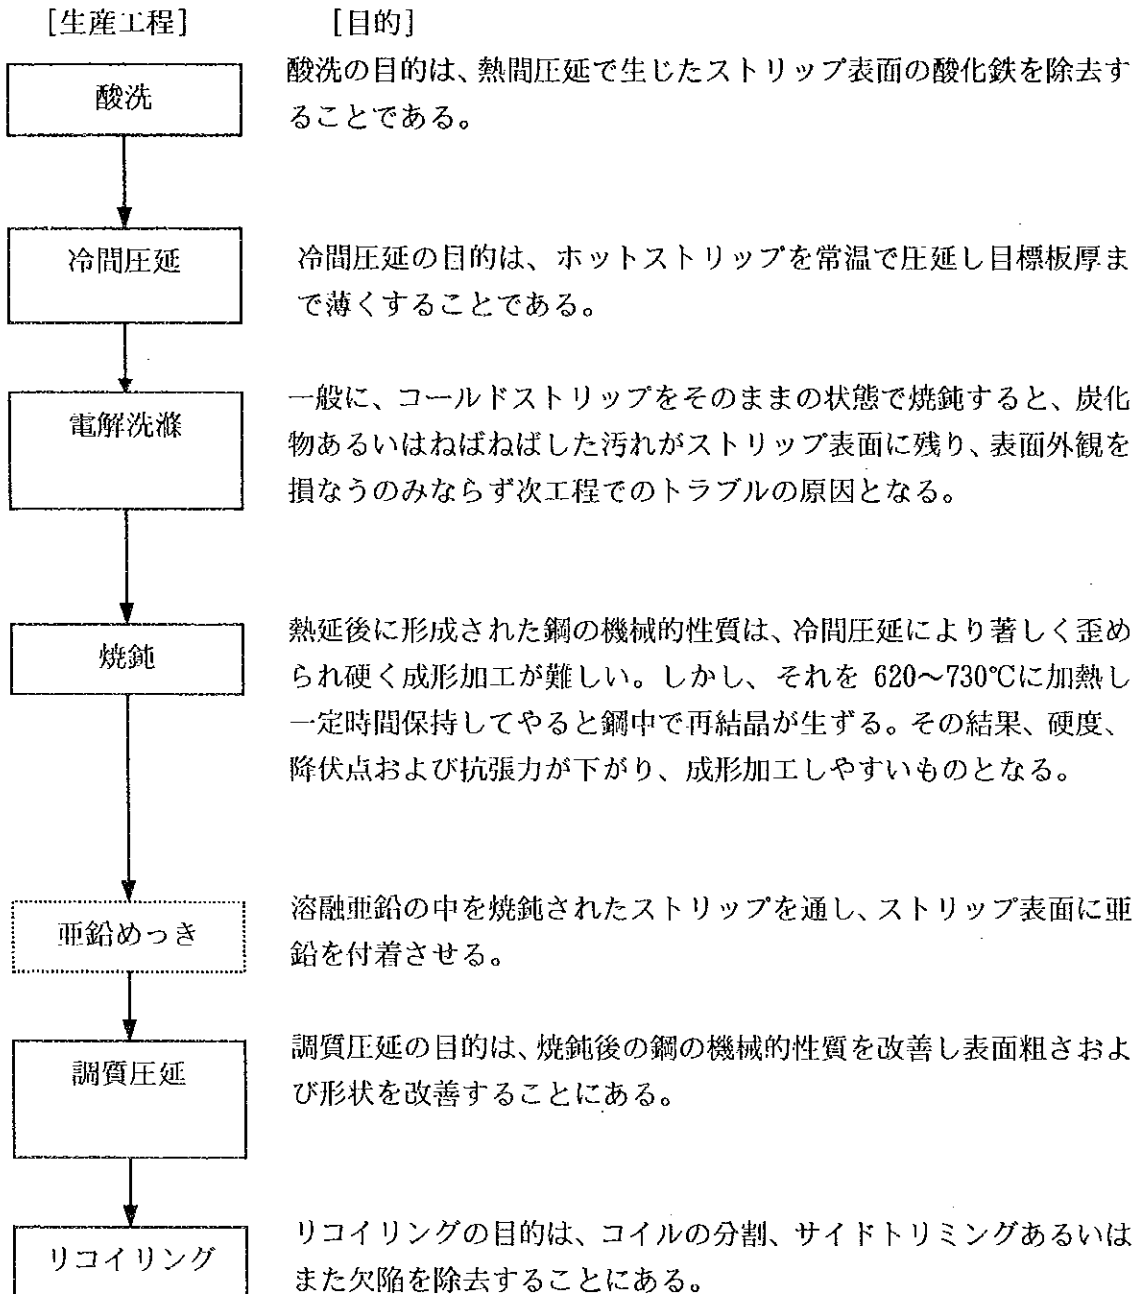 [生産工程]
[目的]
酸洗
酸洗の目的は、熱間圧延で生じたストリップ表面の酸化鉄を除去す
ることである。
冷間圧延
冷間圧延の目的は、ホットストリップを常温で圧延し目標板厚ま
で薄くすることである。
電解洗滌
一般に、コールドストリップをそのままの状態で焼鈍すると、炭化
物あるいはねばねばした汚れがストリップ表面に残り、表面外観を
損なうのみならず次工程でのトラブルの原因となる。
焼鈍
熱延後に形成された鋼の機械的性質は、冷間圧延により著しく歪め
られ硬く成形加工が難しい。しかし、それを 620〜730℃に加熱し
一定時間保持してやると鋼中で再結晶が生ずる。その結果、硬度、
降伏点および抗張力が下がり、成形加工しやすいものとなる。
亜鉛めっき
溶融亜鉛の中を焼鈍されたストリップを通し、ストリップ表面に亜
鉛を付着させる。
調質圧延
調質圧延の目的は、焼鈍後の鋼の機械的性質を改善し表面粗さおよ
び形状を改善することにある。
リコイリング
リコイリングの目的は、コイルの分割、サイドトリミングあるいは
また欠陥を除去することにある。